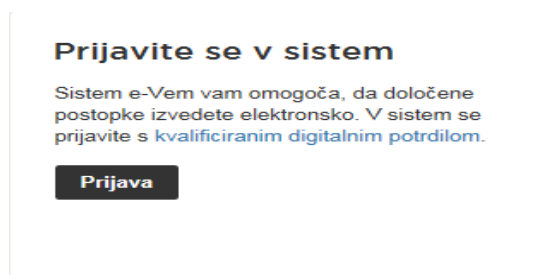 Prijavite se v sistem
Sistem e-Vem vam omogoča, da določene
postopke izvedete elektronsko. V sistem se
prijavite s kvalificiranim digitalnim potrdilom.
Prijava